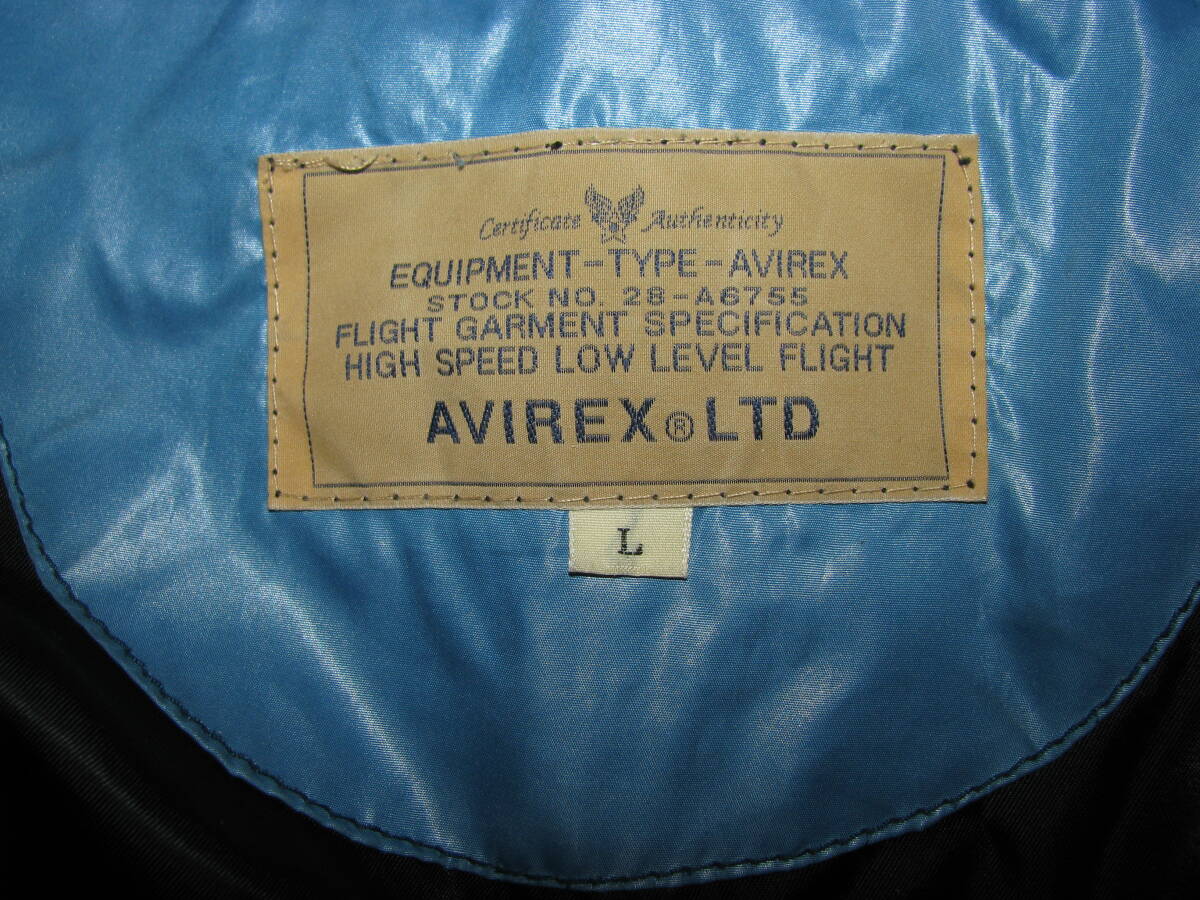 Certificate Authenticity
EQUIPMENT-TYPE-AVIREX
STOCK NO. 28-A6755
FLIGHT GARMENT SPECIFICATION
HIGH SPEED LOW LEVEL FLIGHT
AVIREX®LTD
L